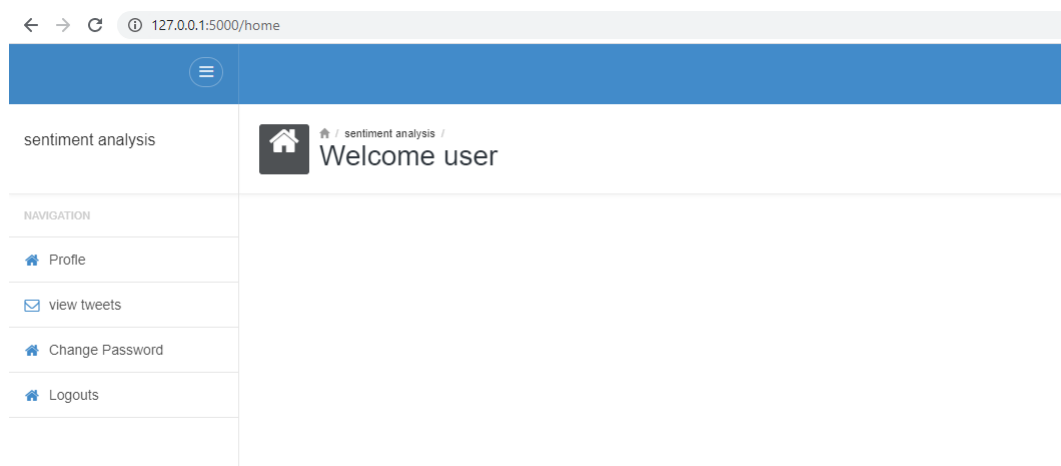 127.0.0.1:5000/home
sentiment analysis
/ sentiment analysis /
Welcome user
NAVIGATION
Profle
view tweets
Change Password
Logouts